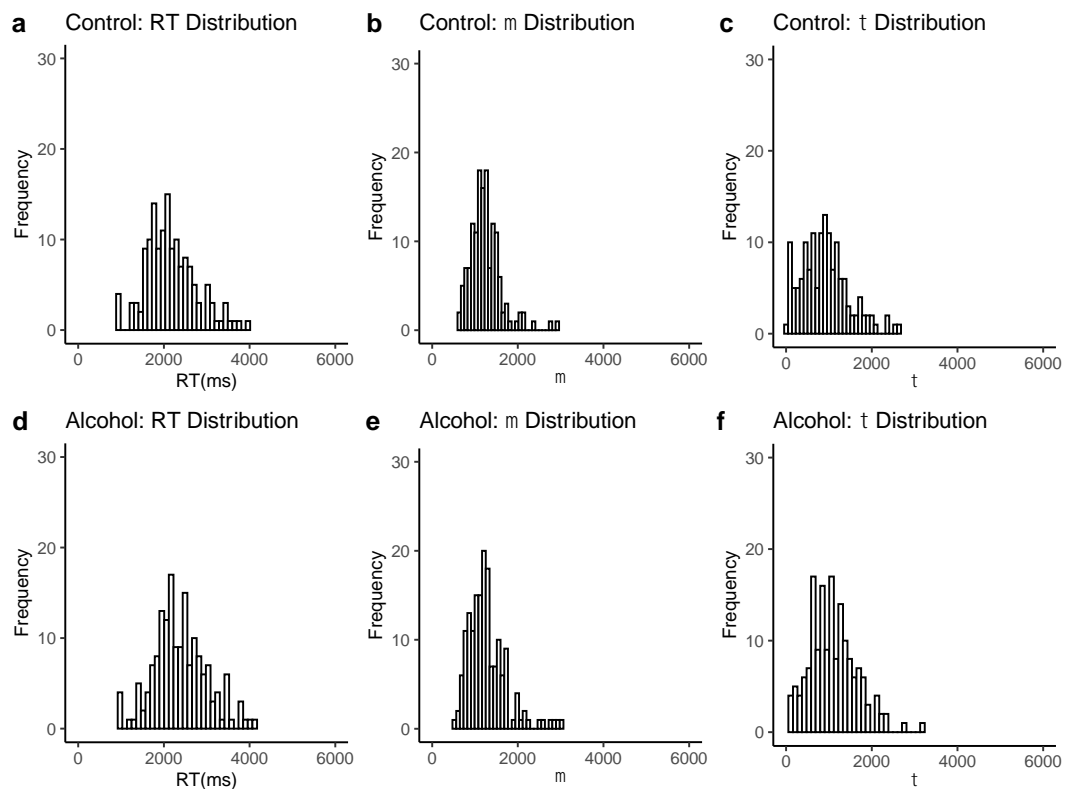 a Control: RT Distribution
30
20
10
0
Frequency
0 2000 4000 6000
RT(ms)
b Control: m Distribution
30
20
10
0
Frequency
0 2000 4000 6000
m
c Control: t Distribution
30
20
10
0
Frequency
0 2000 4000 6000
t
d Alcohol: RT Distribution
30
20
10
0
Frequency
0 2000 4000 6000
RT(ms)
e Alcohol: m Distribution
30
20
10
0
Frequency
0 2000 4000 6000
m
f Alcohol: t Distribution
30
20
10
0
Frequency
0 2000 4000 6000
t